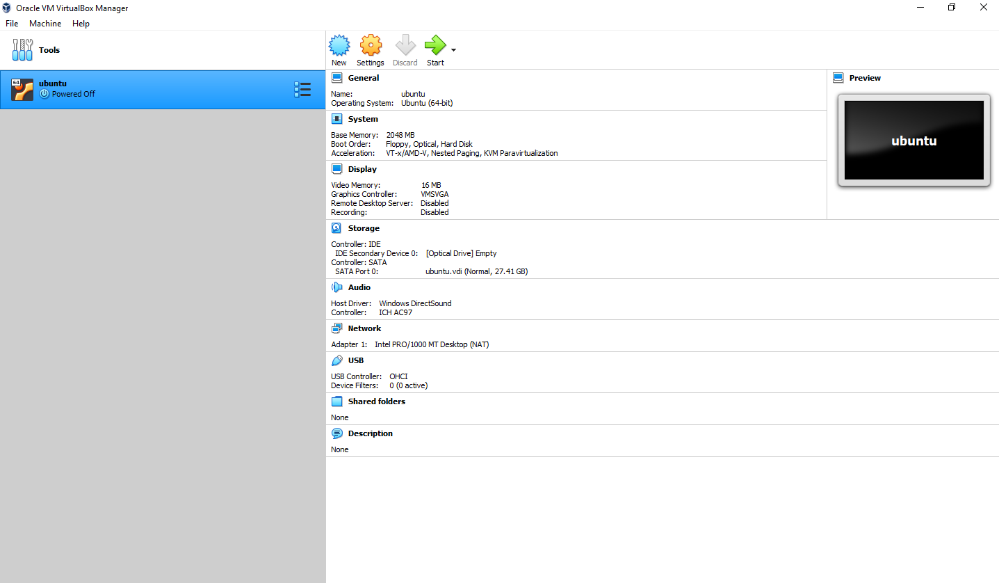 Oracle VM VirtualBox Manager
File Machine Help
Tools
New Settings Discard Start
64
ubuntu
Powered Off
General
Name: ubuntu
Operating System: Ubuntu (64-bit)
Preview
ubuntu
System
Base Memory: 2048 MB
Boot Order: Floppy, Optical, Hard Disk
Acceleration: VT-x/AMD-V, Nested Paging, KVM Paravirtualization
Display
Video Memory: 16 MB
Graphics Controller: VMSVGA
Remote Desktop Server: Disabled
Recording: Disabled
Storage
Controller: IDE
IDE Secondary Device 0: [Optical Drive] Empty
Controller: SATA
SATA Port 0: ubuntu.vdi (Normal, 27.41 GB)
Audio
Host Driver: Windows DirectSound
Controller: ICH AC97
Network
Adapter 1: Intel PRO/1000 MT Desktop (NAT)
USB
USB Controller: OHCI
Device Filters: 0 (0 active)
Shared folders
None
Description
None